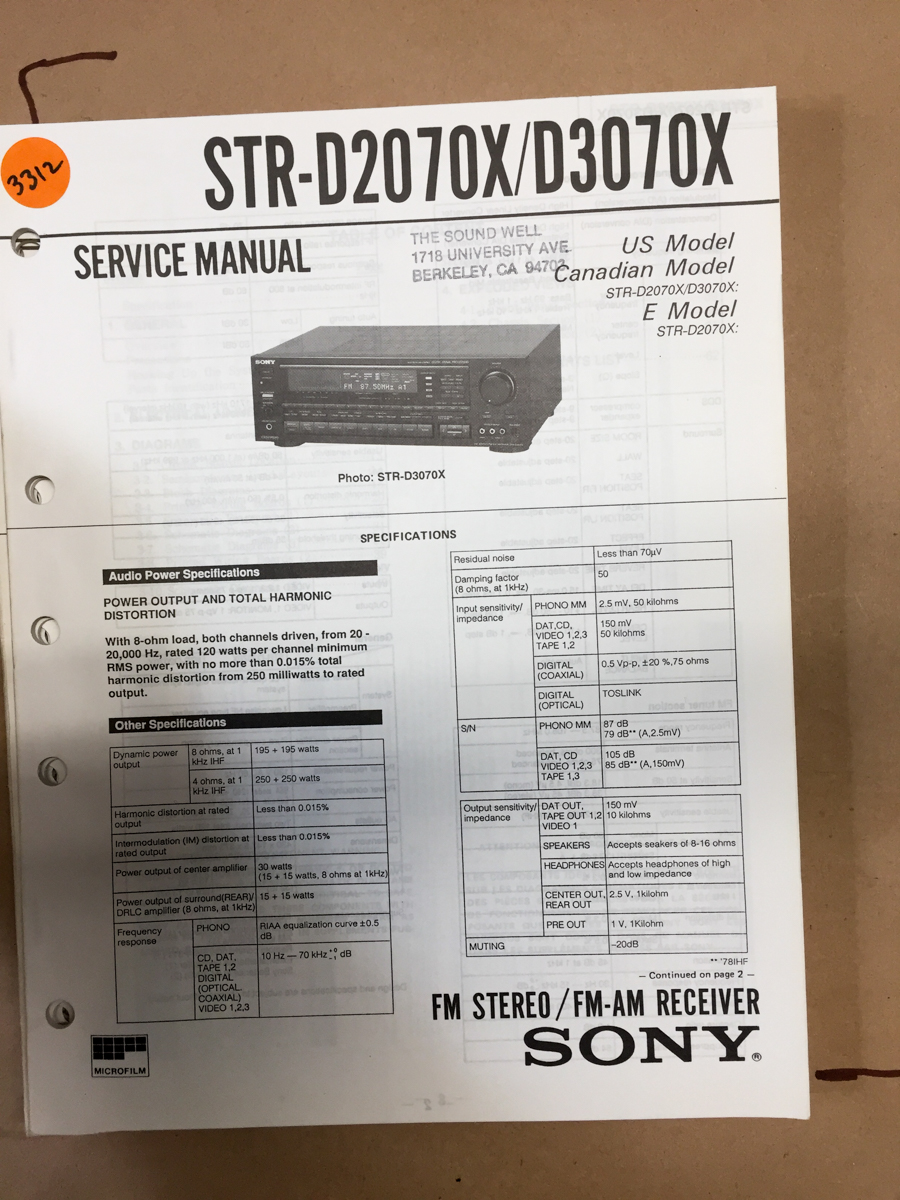 3312
STR-D2070X/D3070X
SERVICE MANUAL
THE SOUND WELL
1718 UNIVERSITY AVE.
BERKELEY, CA 94702
US Model
Canadian Model
STR-D2070X/D3070X:
E Model
STR-D2070X:
SONY
FM 87.50MHz A1
Photo: STR-D3070X
SPECIFICATIONS
Audio Power Specifications
POWER OUTPUT AND TOTAL HARMONIC
DISTORTION
With 8-ohm load, both channels driven, from 20 -
20,000 Hz, rated 120 watts per channel minimum
RMS power, with no more than 0.015% total
harmonic distortion from 250 milliwatts to rated
output.
Other Specifications
Dynamic power
output
8 ohms, at 1
kHz IHF
195 + 195 watts
4 ohms, at 1
kHz IHF
250 + 250 watts
Harmonic distortion at rated
output
Less than 0.015%
Intermodulation (IM) distortion at
rated output
Less than 0.015%
Power output of center amplifier
30 watts
(15 + 15 watts, 8 ohms at 1kHz)
Power output of surround(REAR)/
DRLC amplifier (8 ohms, at 1kHz)
15 + 15 watts
Frequency
response
PHONO
RIAA equalization curve ±0.5
dB
CD, DAT,
TAPE 1,2
DIGITAL
(OPTICAL.
COAXIAL)
VIDEO 1,2,3
10 Hz — 70 kHz +0 -1 dB
Residual noise
Less than 70µV
Damping factor
(8 ohms, at 1kHz)
50
Input sensitivity/
impedance
PHONO MM
2.5 mV, 50 kilohms
DAT,CD,
VIDEO 1,2,3
TAPE 1,2
150 mV
50 kilohms
DIGITAL
(COAXIAL)
0.5 Vp-p, ±20 %,75 ohms
DIGITAL
(OPTICAL)
TOSLINK
S/N
PHONO MM
87 dB
79 dB** (A,2.5mV)
DAT, CD
VIDEO 1,2,3
TAPE 1,3
105 dB
85 dB** (A,150mV)
Output sensitivity/
impedance
DAT OUT,
TAPE OUT 1,2
VIDEO 1
150 mV
10 kilohms
SPEAKERS
Accepts seakers of 8-16 ohms
HEADPHONES
Accepts headphones of high
and low impedance
CENTER OUT,
REAR OUT
2.5 V, 1kilohm
PRE OUT
1 V, 1Kilohm
MUTING
–20dB
** '78IHF
— Continued on page 2 —
FM STEREO/FM-AM RECEIVER
SONY®
MICROFILM